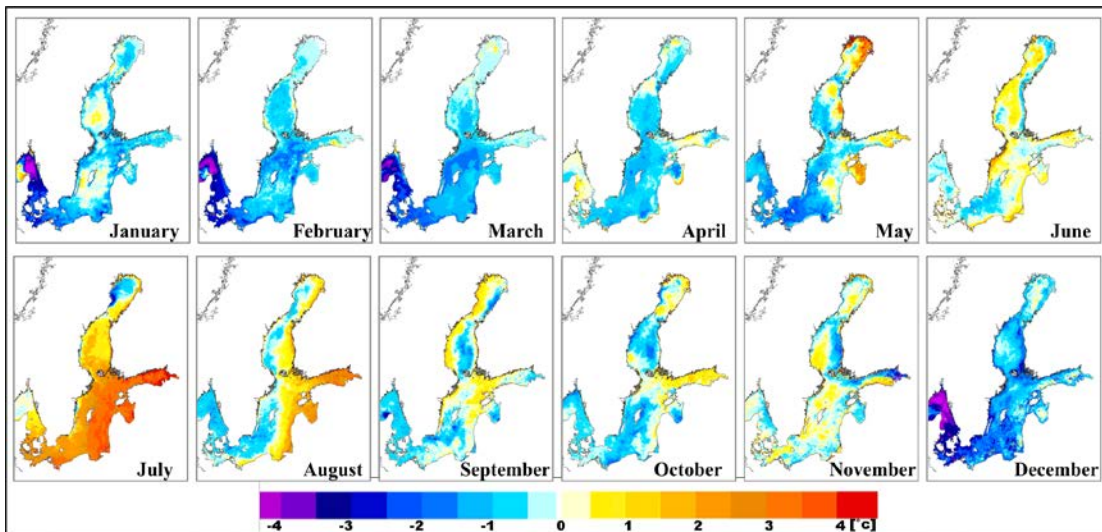 January February March April May June
July August September October November December
-4 -3 -2 -1 0 1 2 3 4 [°c]